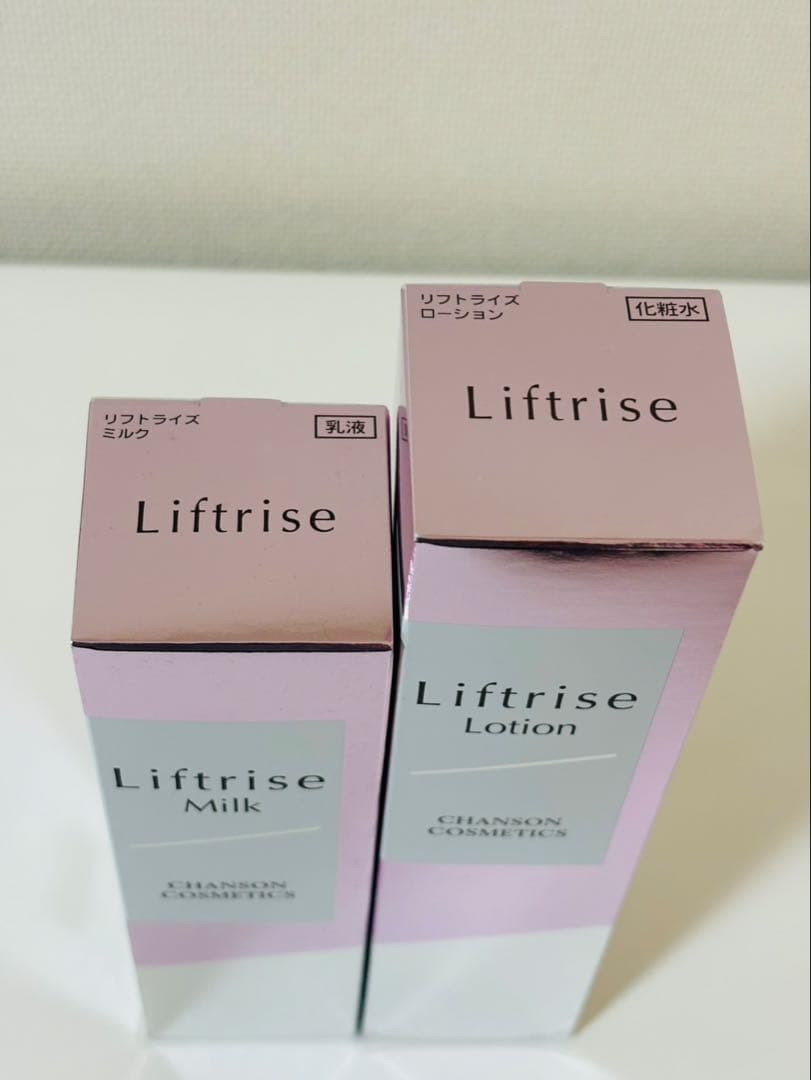 リフトライズ
ミルク
乳液
Liftrise
Liftrise
Milk
CHANSON
COSMETICS
リフトライズ
ローション
化粧水
Liftrise
Liftrise
Lotion
CHANSON
COSMETICS